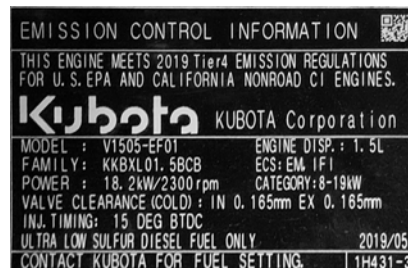 EMISSION CONTROL INFORMATION
THIS ENGINE MEETS 2019 Tier4 EMISSION REGULATIONS
FOR U.S.EPA AND CALIFORNIA NONROAD CI ENGINES.
Kubota KUBOTA Corporation
MODEL : V1505-EF01 ENGINE DISP.: 1.5L
FAMILY: KKBXL01.5BCB ECS: EM, IFI
POWER : 18.2kW/2300rpm CATEGORY:8-19kW
VALVE CLEARANCE(COLD) : IN 0.165mm EX 0.165mm
INJ. TIMING: 15 DEG BTDC
ULTRA LOW SULFUR DIESEL FUEL ONLY 2019/05
CONTACT KUBOTA FOR FUEL SETTING. 1H431-